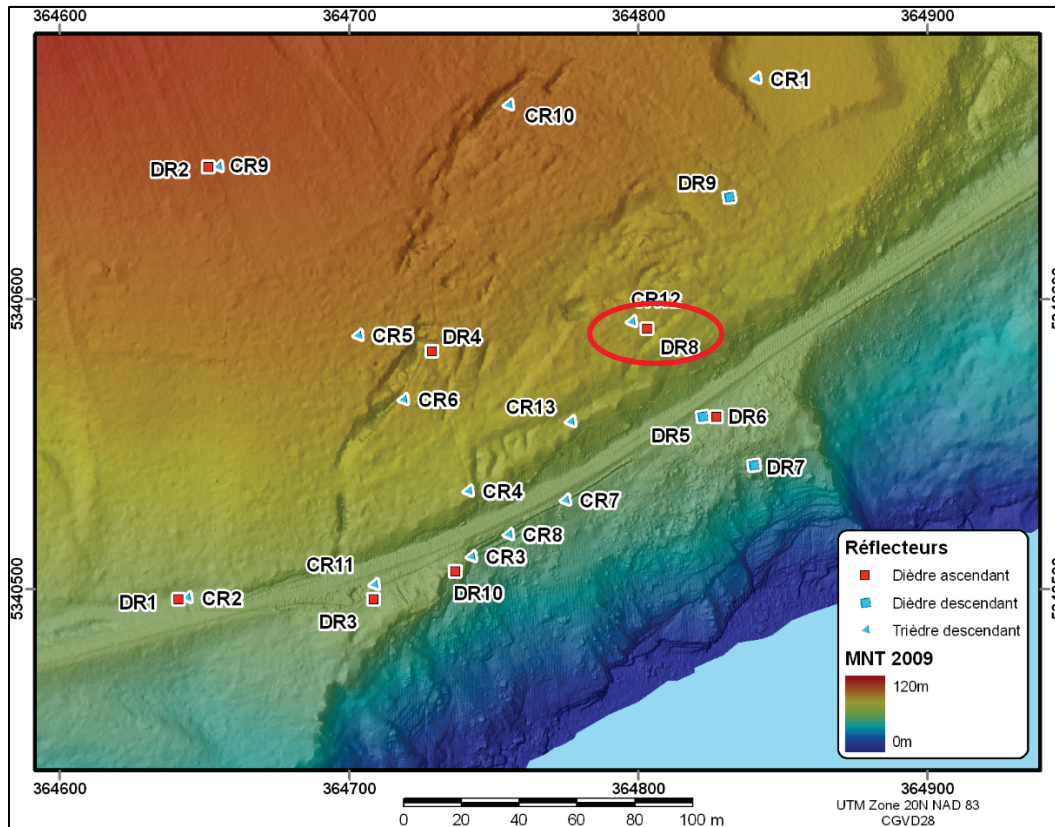 364600 364700 364800 364900
CR1
CR10
DR2 CR9
DR9
5340600 5340600
CR12
CR5 DR4 DR8
CR6
CR13
DR5 DR6
DR7
CR4
CR7
CR8
CR3
CR11
5340500 5340500
DR1 CR2
DR3 DR10
Réflecteurs
Dièdre ascendant
Dièdre descendant
Trièdre descendant
MNT 2009
120m
0m
364600 364700 364800 364900
0 20 40 60 80 100 m
UTM Zone 20N NAD 83
CGVD28